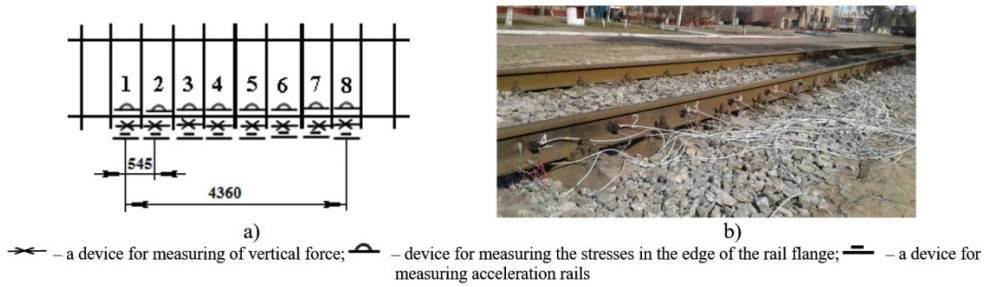 1 2 3 4 5 6 7 8
545
4360
a) b)
– a device for measuring of vertical force; – device for measuring the stresses in the edge of the rail flange; – a device for
measuring acceleration rails